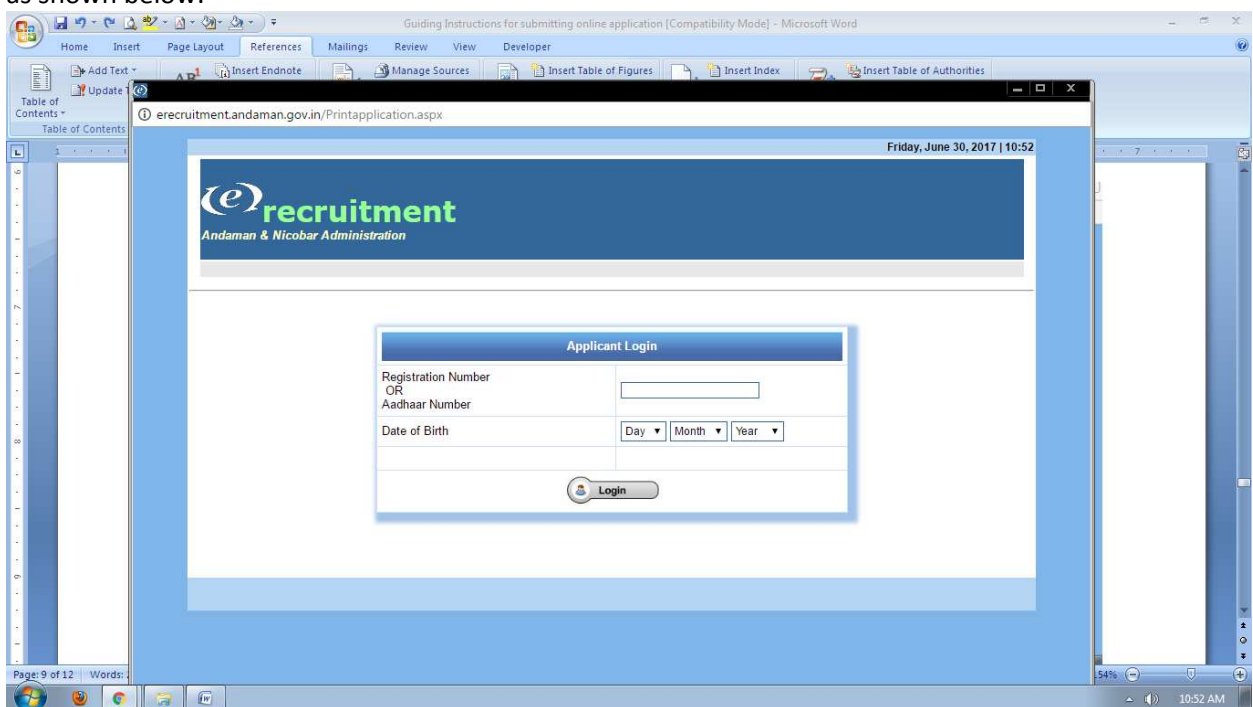 as shown below:
Guiding Instructions for submitting online application [Compatibility Mode] - Microsoft Word
Home Insert Page Layout References Mailings Review View Developer
Add Text Insert Endnote Manage Sources Insert Table of Figures Insert Index Insert Table of Authorities
AB1
Update
Table of
Contents
Table of Contents
erecruitment.andaman.gov.in/Printapplication.aspx
Friday, June 30, 2017 | 10:52
(e)recruitment
Andaman & Nicobar Administration
Applicant Login
Registration Number
OR
Aadhaar Number
Date of Birth Day Month Year
Login
Page: 9 of 12 Words:
10:52 AM